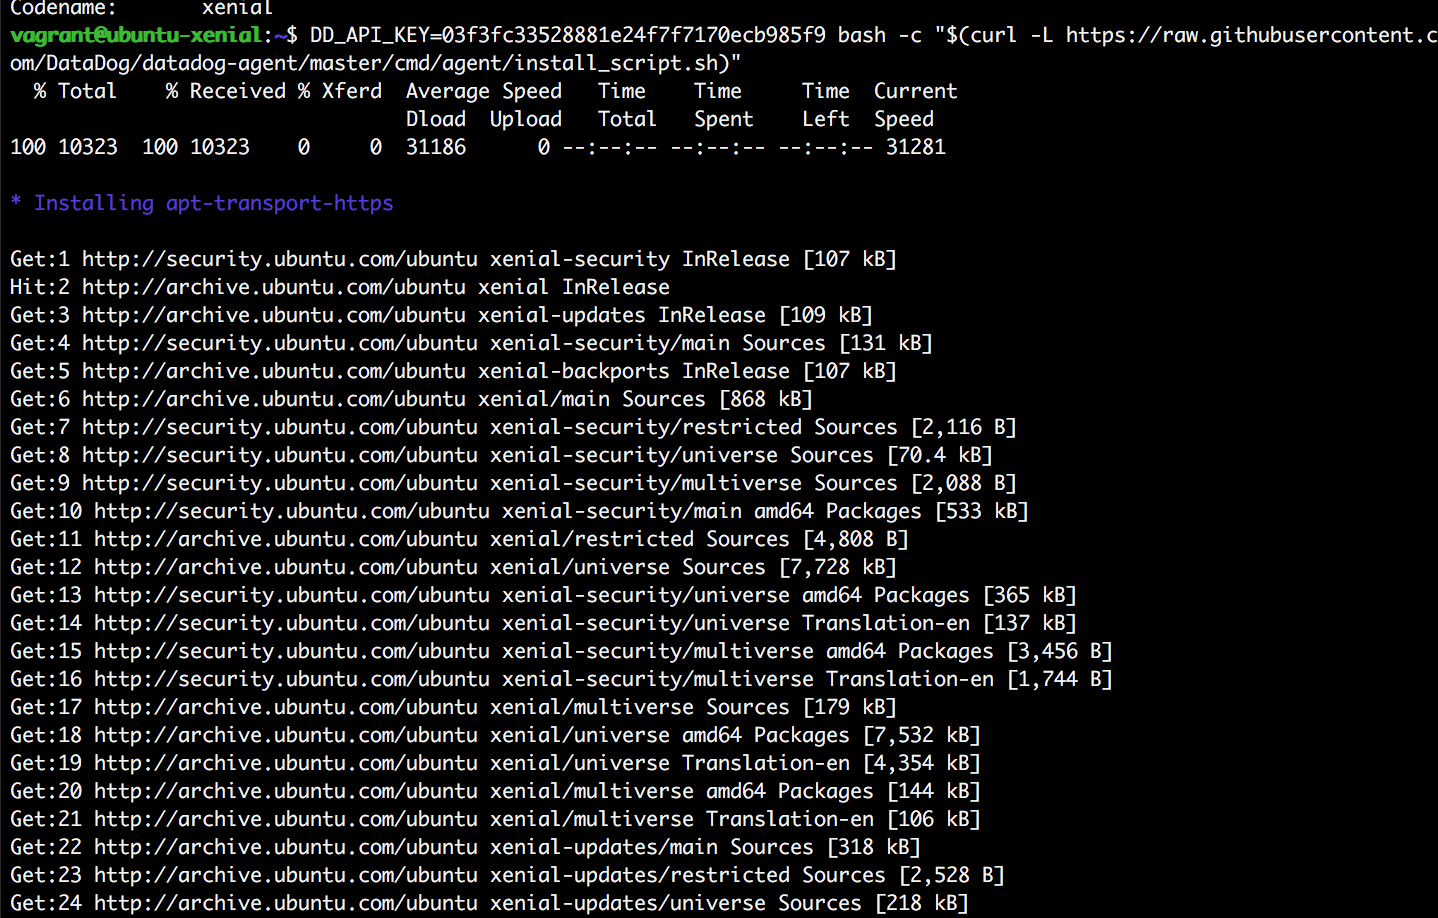 Codename:       xenial
vagrant@ubuntu-xenial:~$ DD_API_KEY=03f3fc33528881e24f7f7170ecb985f9 bash -c "$(curl -L https://raw.githubusercontent.c
om/DataDog/datadog-agent/master/cmd/agent/install_script.sh)"
  % Total    % Received % Xferd  Average Speed   Time    Time     Time  Current
                                 Dload  Upload   Total   Spent    Left  Speed
100 10323  100 10323    0     0  31186      0 --:--:-- --:--:-- --:--:-- 31281
* Installing apt-transport-https
Get:1 http://security.ubuntu.com/ubuntu xenial-security InRelease [107 kB]
Hit:2 http://archive.ubuntu.com/ubuntu xenial InRelease
Get:3 http://archive.ubuntu.com/ubuntu xenial-updates InRelease [109 kB]
Get:4 http://security.ubuntu.com/ubuntu xenial-security/main Sources [131 kB]
Get:5 http://archive.ubuntu.com/ubuntu xenial-backports InRelease [107 kB]
Get:6 http://archive.ubuntu.com/ubuntu xenial/main Sources [868 kB]
Get:7 http://security.ubuntu.com/ubuntu xenial-security/restricted Sources [2,116 B]
Get:8 http://security.ubuntu.com/ubuntu xenial-security/universe Sources [70.4 kB]
Get:9 http://security.ubuntu.com/ubuntu xenial-security/multiverse Sources [2,088 B]
Get:10 http://security.ubuntu.com/ubuntu xenial-security/main amd64 Packages [533 kB]
Get:11 http://archive.ubuntu.com/ubuntu xenial/restricted Sources [4,808 B]
Get:12 http://archive.ubuntu.com/ubuntu xenial/universe Sources [7,728 kB]
Get:13 http://security.ubuntu.com/ubuntu xenial-security/universe amd64 Packages [365 kB]
Get:14 http://security.ubuntu.com/ubuntu xenial-security/universe Translation-en [137 kB]
Get:15 http://security.ubuntu.com/ubuntu xenial-security/multiverse amd64 Packages [3,456 B]
Get:16 http://security.ubuntu.com/ubuntu xenial-security/multiverse Translation-en [1,744 B]
Get:17 http://archive.ubuntu.com/ubuntu xenial/multiverse Sources [179 kB]
Get:18 http://archive.ubuntu.com/ubuntu xenial/universe amd64 Packages [7,532 kB]
Get:19 http://archive.ubuntu.com/ubuntu xenial/universe Translation-en [4,354 kB]
Get:20 http://archive.ubuntu.com/ubuntu xenial/multiverse amd64 Packages [144 kB]
Get:21 http://archive.ubuntu.com/ubuntu xenial/multiverse Translation-en [106 kB]
Get:22 http://archive.ubuntu.com/ubuntu xenial-updates/main Sources [318 kB]
Get:23 http://archive.ubuntu.com/ubuntu xenial-updates/restricted Sources [2,528 B]
Get:24 http://archive.ubuntu.com/ubuntu xenial-updates/universe Sources [218 kB]